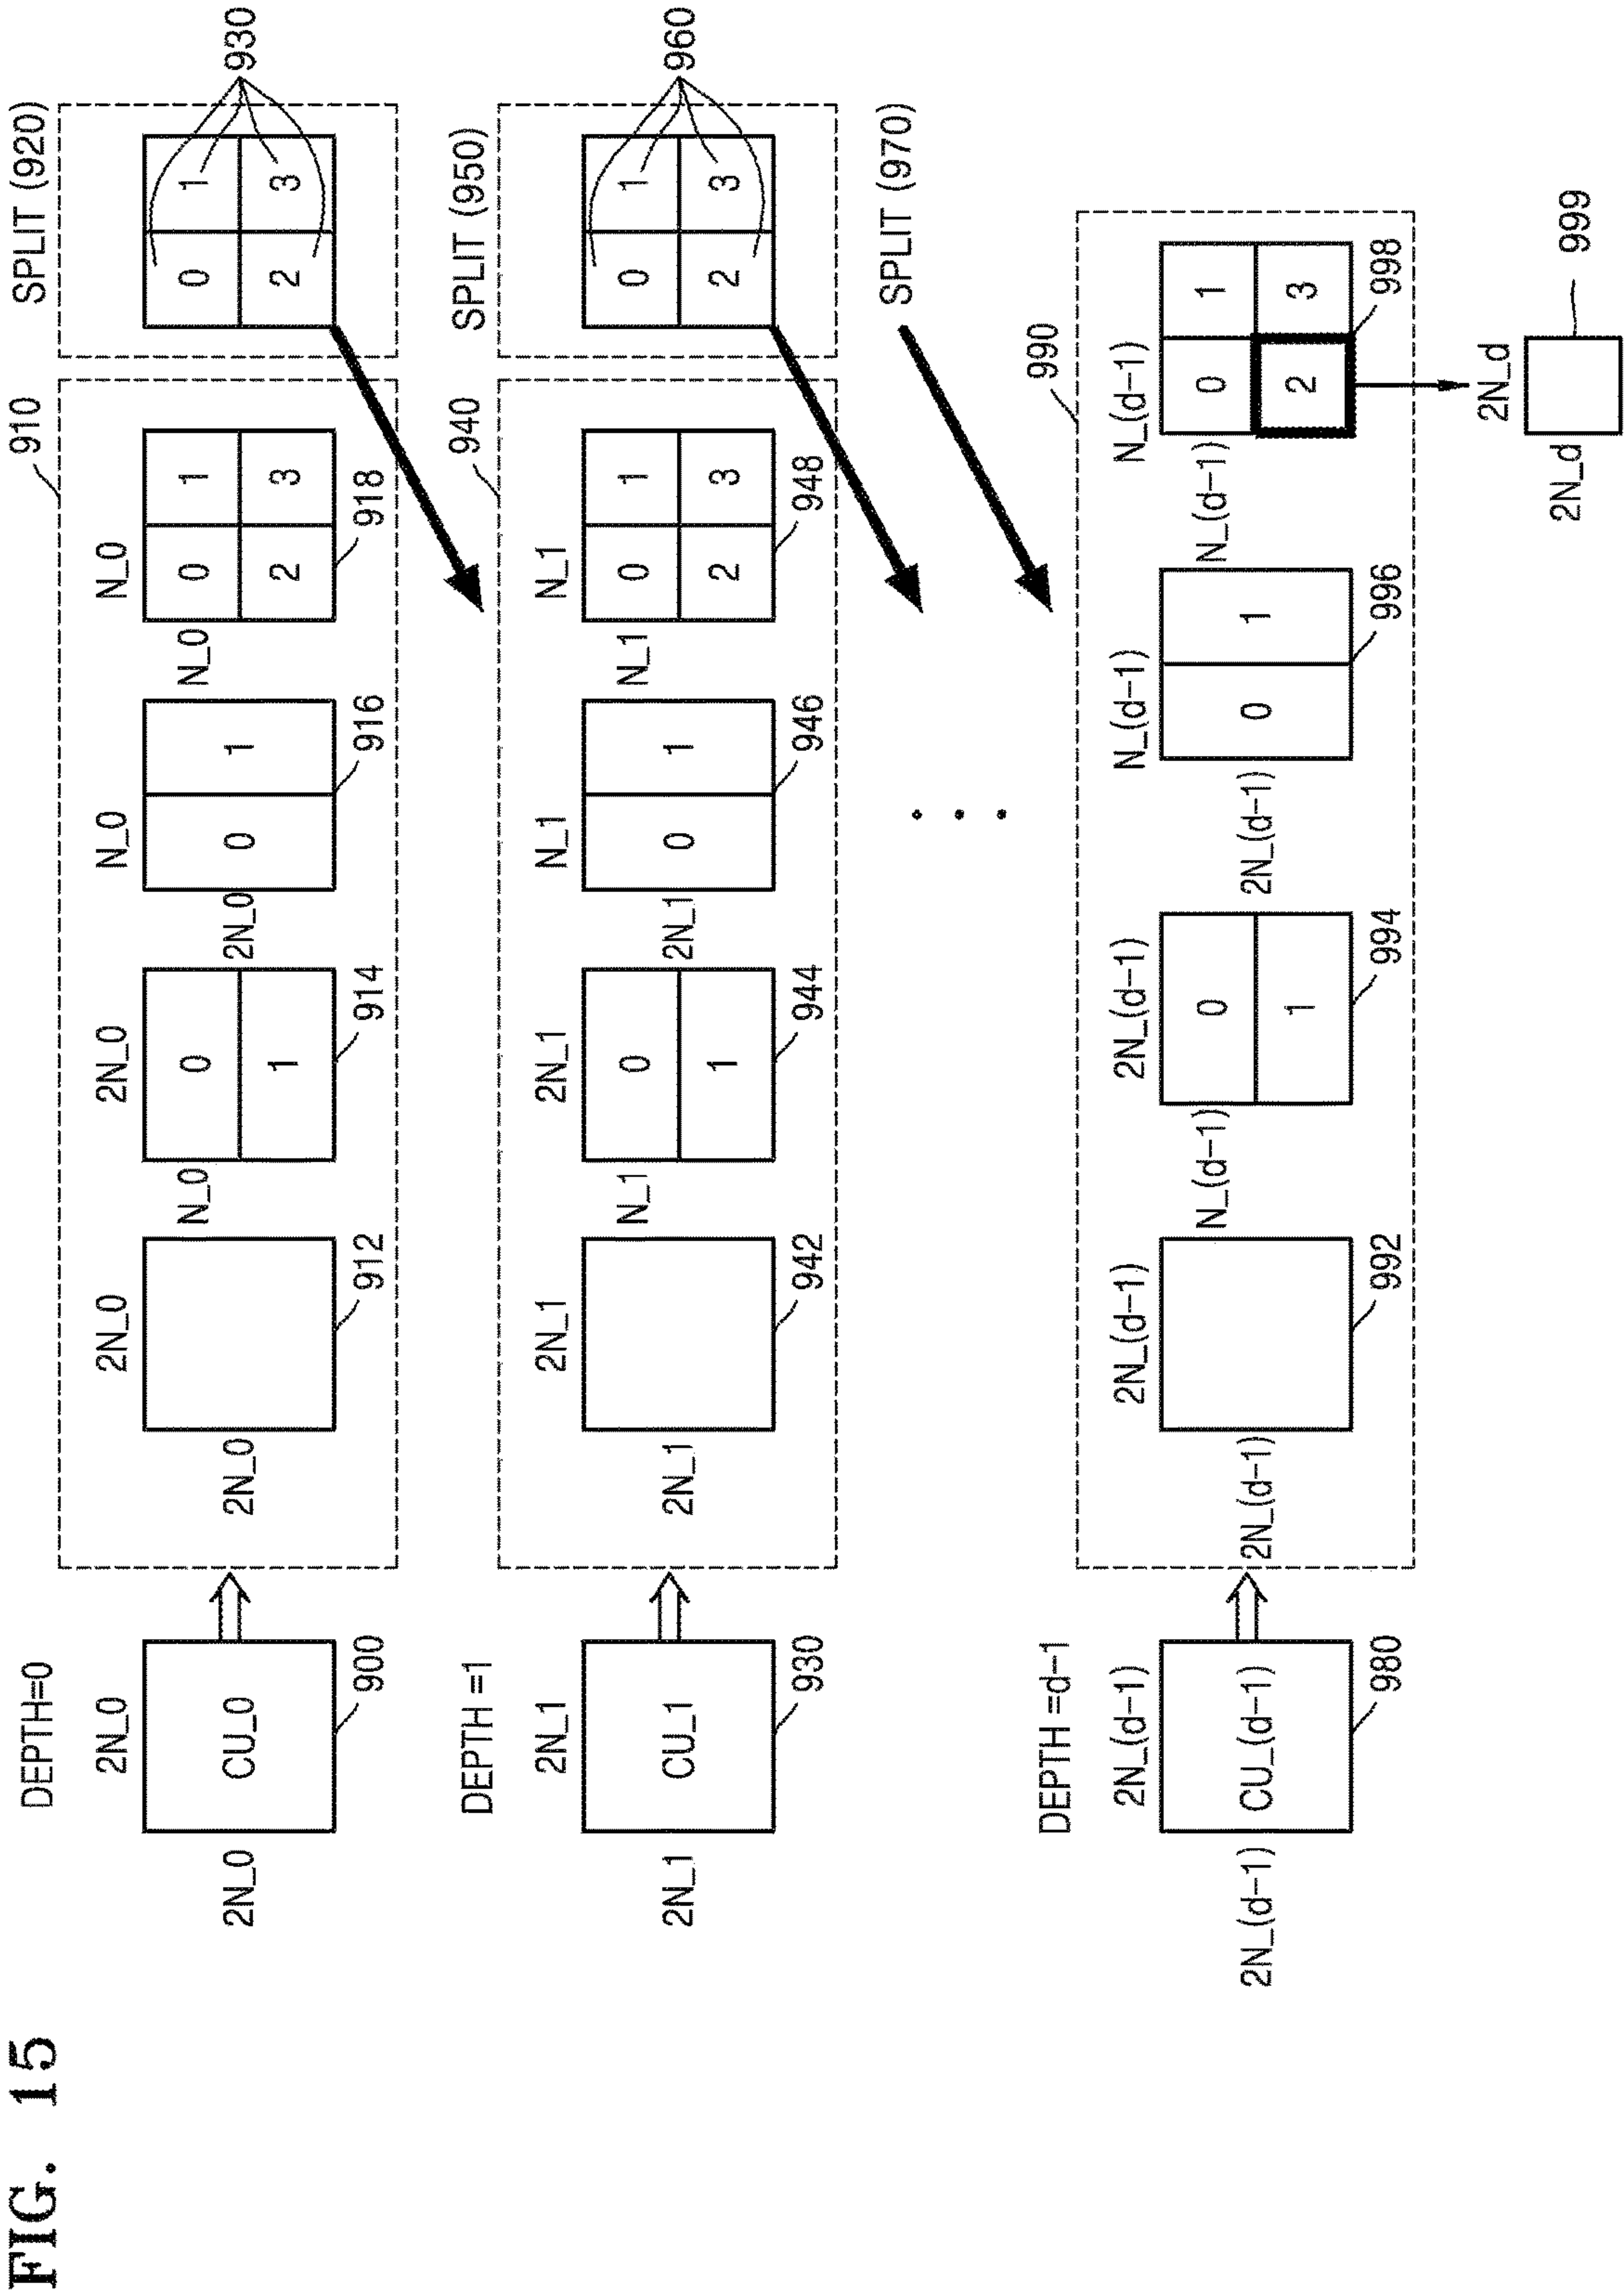 FIG. 15
DEPTH=0
910
SPLIT (920)
2N_0
2N_0
2N_0
N_0
N_0
930
2N_0
CU_0
2N_0
N_0
0
1
2N_0
0
1
N_0
0
1
2
3
0
1
2
3
900
912
914
916
918
DEPTH =1
940
SPLIT (950)
2N_1
2N_1
2N_1
N_1
N_1
960
2N_1
CU_1
2N_1
N_1
0
1
2N_1
0
1
N_1
0
1
2
3
0
1
2
3
930
942
944
946
948
SPLIT (970)
DEPTH =d-1
990
2N_(d-1)
2N_(d-1)
2N_(d-1)
N_(d-1)
N_(d-1)
2N_(d-1)
CU_(d-1)
2N_(d-1)
N_(d-1)
0
1
2N_(d-1)
0
1
N_(d-1)
0
1
2
3
980
992
994
996
998
2N_d
2N_d
999